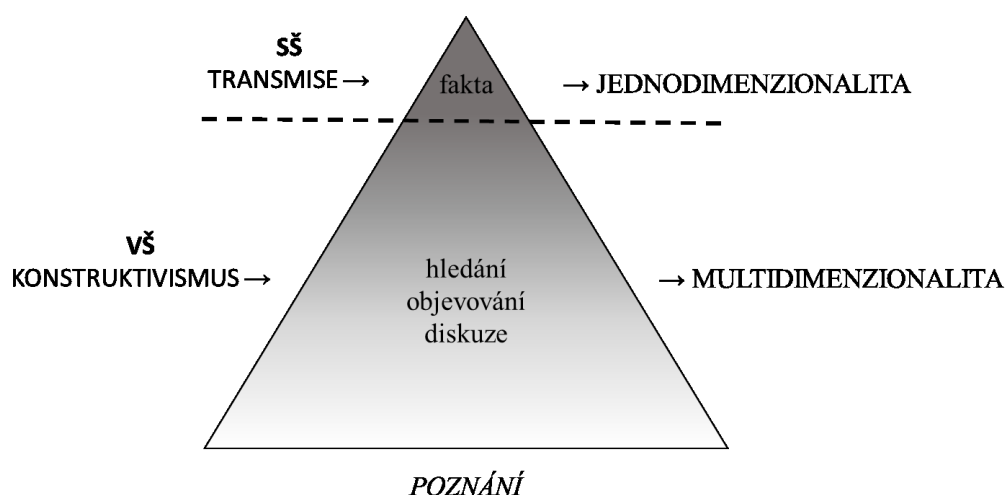 SŠ
TRANSMISE →
fakta
→ JEDNODIMENZIONALITA
VŠ
KONSTRUKTIVISMUS →
hledání
objevování
diskuze
→ MULTIDIMENZIONALITA
POZNÁNÍ